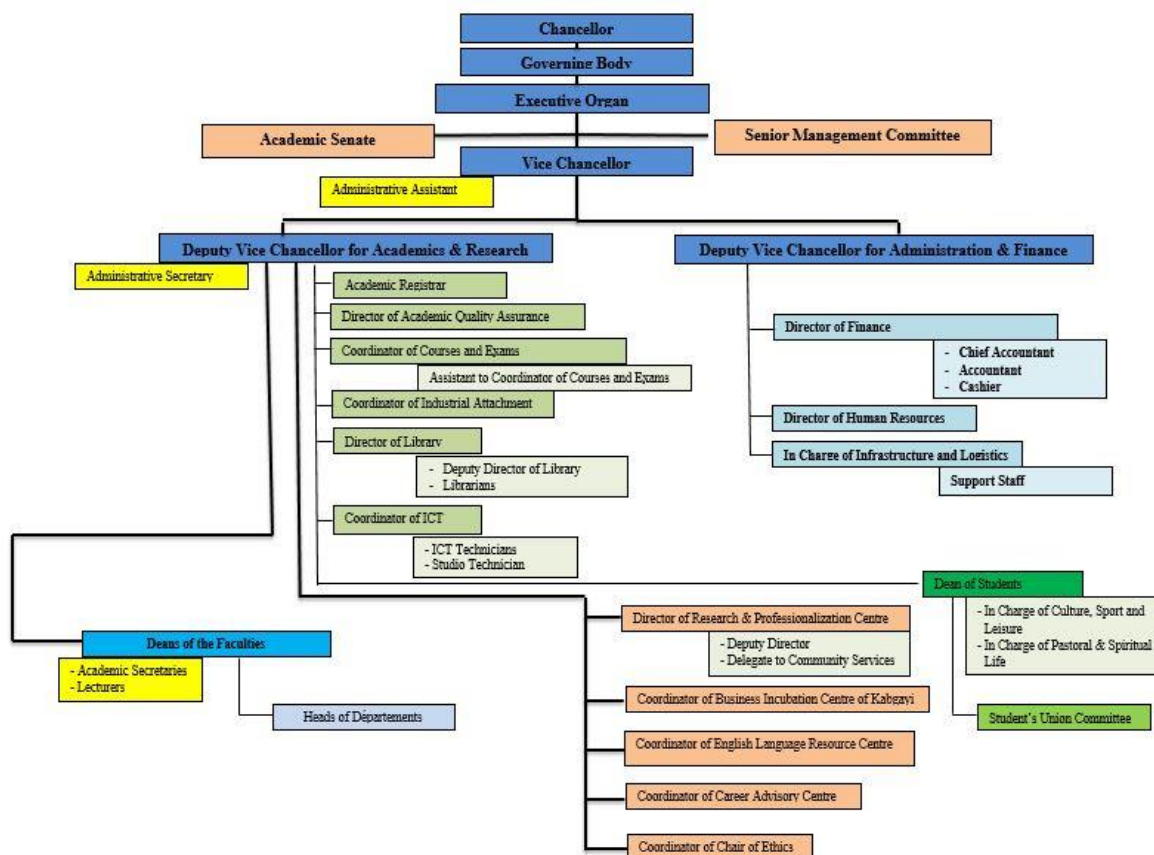 Chancellor
Governing Body
Executive Organ
Academic Senate
Senior Management Committee
Vice Chancellor
Administrative Assistant
Deputy Vice Chancellor for Academics & Research
Deputy Vice Chancellor for Administration & Finance
Administrative Secretary
Academic Registrar
Director of Academic Quality Assurance
Coordinator of Courses and Exams
Assistant to Coordinator of Courses and Exams
Coordinator of Industrial Attachment
Director of Library
- Deputy Director of Library
- Librarians
Coordinator of ICT
- ICT Technicians
- Studio Technician
Director of Finance
- Chief Accountant
- Accountant
- Cashier
Director of Human Resources
In Charge of Infrastructure and Logistics
Support Staff
Dean of Students
- In Charge of Culture, Sport and
Leisure
- In Charge of Pastoral & Spiritual
Life
Student's Union Committee
Deans of the Faculties
- Academic Secretaries
- Lecturers
Heads of Départements
Director of Research & Professionalization Centre
- Deputy Director
- Delegate to Community Services
Coordinator of Business Incubation Centre of Kabgayi
Coordinator of English Language Resource Centre
Coordinator of Career Advisory Centre
Coordinator of Chair of Ethics